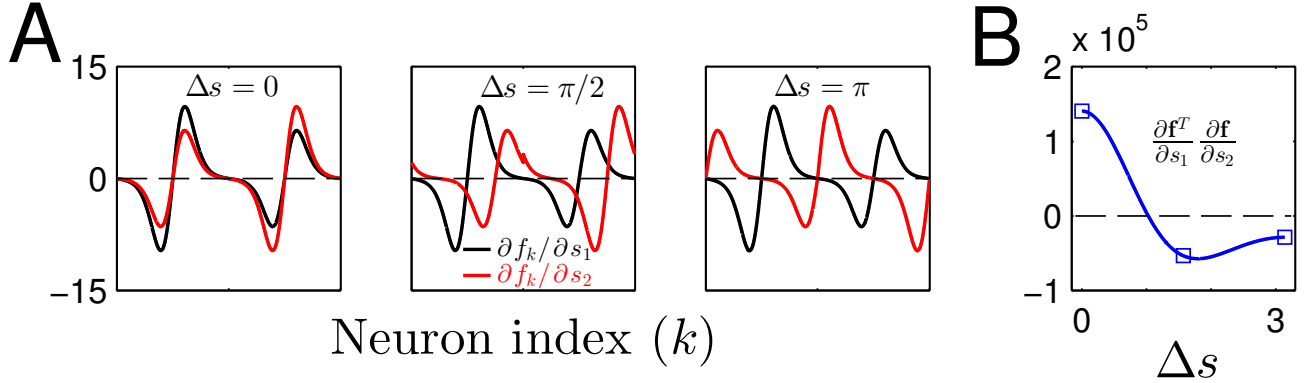 A
15
0
−15
Δs = 0
Δs = π/2
Δs = π
∂f_k/∂s_1
∂f_k/∂s_2
Neuron index (k)
B
x 10^5
2
1
0
−1
∂f^T/∂s_1 ∂f/∂s_2
0 3
Δs